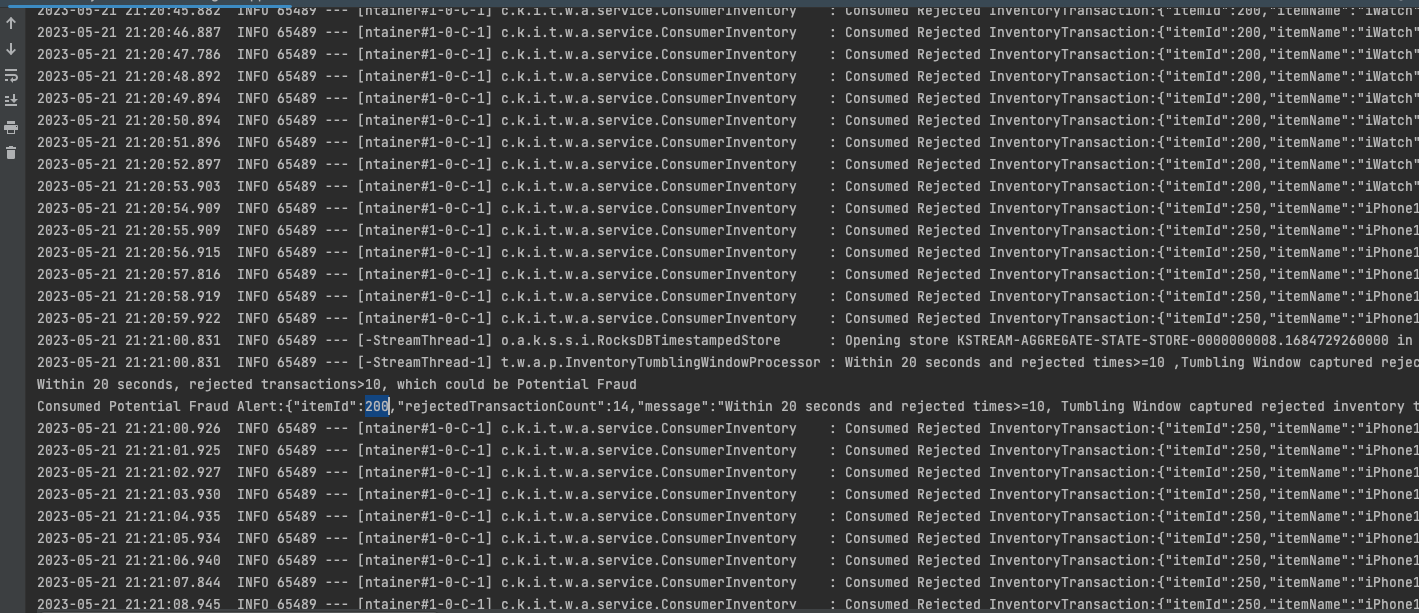 2023-05-21 21:20:45.882  INFO 65489 --- [ntainer#1-0-C-1] c.k.i.t.w.a.service.ConsumerInventory    : Consumed Rejected InventoryTransaction:{"itemId":200,"itemName":"iWatch"
2023-05-21 21:20:46.887  INFO 65489 --- [ntainer#1-0-C-1] c.k.i.t.w.a.service.ConsumerInventory    : Consumed Rejected InventoryTransaction:{"itemId":200,"itemName":"iWatch"
2023-05-21 21:20:47.786  INFO 65489 --- [ntainer#1-0-C-1] c.k.i.t.w.a.service.ConsumerInventory    : Consumed Rejected InventoryTransaction:{"itemId":200,"itemName":"iWatch"
2023-05-21 21:20:48.892  INFO 65489 --- [ntainer#1-0-C-1] c.k.i.t.w.a.service.ConsumerInventory    : Consumed Rejected InventoryTransaction:{"itemId":200,"itemName":"iWatch"
2023-05-21 21:20:49.894  INFO 65489 --- [ntainer#1-0-C-1] c.k.i.t.w.a.service.ConsumerInventory    : Consumed Rejected InventoryTransaction:{"itemId":200,"itemName":"iWatch"
2023-05-21 21:20:50.894  INFO 65489 --- [ntainer#1-0-C-1] c.k.i.t.w.a.service.ConsumerInventory    : Consumed Rejected InventoryTransaction:{"itemId":200,"itemName":"iWatch"
2023-05-21 21:20:51.896  INFO 65489 --- [ntainer#1-0-C-1] c.k.i.t.w.a.service.ConsumerInventory    : Consumed Rejected InventoryTransaction:{"itemId":200,"itemName":"iWatch"
2023-05-21 21:20:52.897  INFO 65489 --- [ntainer#1-0-C-1] c.k.i.t.w.a.service.ConsumerInventory    : Consumed Rejected InventoryTransaction:{"itemId":200,"itemName":"iWatch"
2023-05-21 21:20:53.903  INFO 65489 --- [ntainer#1-0-C-1] c.k.i.t.w.a.service.ConsumerInventory    : Consumed Rejected InventoryTransaction:{"itemId":200,"itemName":"iWatch"
2023-05-21 21:20:54.909  INFO 65489 --- [ntainer#1-0-C-1] c.k.i.t.w.a.service.ConsumerInventory    : Consumed Rejected InventoryTransaction:{"itemId":250,"itemName":"iPhone1
2023-05-21 21:20:55.909  INFO 65489 --- [ntainer#1-0-C-1] c.k.i.t.w.a.service.ConsumerInventory    : Consumed Rejected InventoryTransaction:{"itemId":250,"itemName":"iPhone1
2023-05-21 21:20:56.915  INFO 65489 --- [ntainer#1-0-C-1] c.k.i.t.w.a.service.ConsumerInventory    : Consumed Rejected InventoryTransaction:{"itemId":250,"itemName":"iPhone1
2023-05-21 21:20:57.816  INFO 65489 --- [ntainer#1-0-C-1] c.k.i.t.w.a.service.ConsumerInventory    : Consumed Rejected InventoryTransaction:{"itemId":250,"itemName":"iPhone1
2023-05-21 21:20:58.919  INFO 65489 --- [ntainer#1-0-C-1] c.k.i.t.w.a.service.ConsumerInventory    : Consumed Rejected InventoryTransaction:{"itemId":250,"itemName":"iPhone1
2023-05-21 21:20:59.922  INFO 65489 --- [ntainer#1-0-C-1] c.k.i.t.w.a.service.ConsumerInventory    : Consumed Rejected InventoryTransaction:{"itemId":250,"itemName":"iPhone1
2023-05-21 21:21:00.831  INFO 65489 --- [-StreamThread-1] o.a.k.s.s.i.RocksDBTimestampedStore      : Opening store KSTREAM-AGGREGATE-STATE-STORE-0000000008.1684729260000 in
2023-05-21 21:21:00.831  INFO 65489 --- [-StreamThread-1] t.w.a.p.InventoryTumblingWindowProcessor : Within 20 seconds and rejected times>=10 ,Tumbling Window captured rejec
Within 20 seconds, rejected transactions>10, which could be Potential Fraud
Consumed Potential Fraud Alert:{"itemId":200,"rejectedTransactionCount":14,"message":"Within 20 seconds and rejected times>=10, Tumbling Window captured rejected inventory t
2023-05-21 21:21:00.926  INFO 65489 --- [ntainer#1-0-C-1] c.k.i.t.w.a.service.ConsumerInventory    : Consumed Rejected InventoryTransaction:{"itemId":250,"itemName":"iPhone1
2023-05-21 21:21:01.925  INFO 65489 --- [ntainer#1-0-C-1] c.k.i.t.w.a.service.ConsumerInventory    : Consumed Rejected InventoryTransaction:{"itemId":250,"itemName":"iPhone1
2023-05-21 21:21:02.927  INFO 65489 --- [ntainer#1-0-C-1] c.k.i.t.w.a.service.ConsumerInventory    : Consumed Rejected InventoryTransaction:{"itemId":250,"itemName":"iPhone1
2023-05-21 21:21:03.930  INFO 65489 --- [ntainer#1-0-C-1] c.k.i.t.w.a.service.ConsumerInventory    : Consumed Rejected InventoryTransaction:{"itemId":250,"itemName":"iPhone1
2023-05-21 21:21:04.935  INFO 65489 --- [ntainer#1-0-C-1] c.k.i.t.w.a.service.ConsumerInventory    : Consumed Rejected InventoryTransaction:{"itemId":250,"itemName":"iPhone1
2023-05-21 21:21:05.934  INFO 65489 --- [ntainer#1-0-C-1] c.k.i.t.w.a.service.ConsumerInventory    : Consumed Rejected InventoryTransaction:{"itemId":250,"itemName":"iPhone1
2023-05-21 21:21:06.940  INFO 65489 --- [ntainer#1-0-C-1] c.k.i.t.w.a.service.ConsumerInventory    : Consumed Rejected InventoryTransaction:{"itemId":250,"itemName":"iPhone1
2023-05-21 21:21:07.844  INFO 65489 --- [ntainer#1-0-C-1] c.k.i.t.w.a.service.ConsumerInventory    : Consumed Rejected InventoryTransaction:{"itemId":250,"itemName":"iPhone1
2023-05-21 21:21:08.945  INFO 65489 --- [ntainer#1-0-C-1] c.k.i.t.w.a.service.ConsumerInventory    : Consumed Rejected InventoryTransaction:{"itemId":250,"itemName":"iPhone1